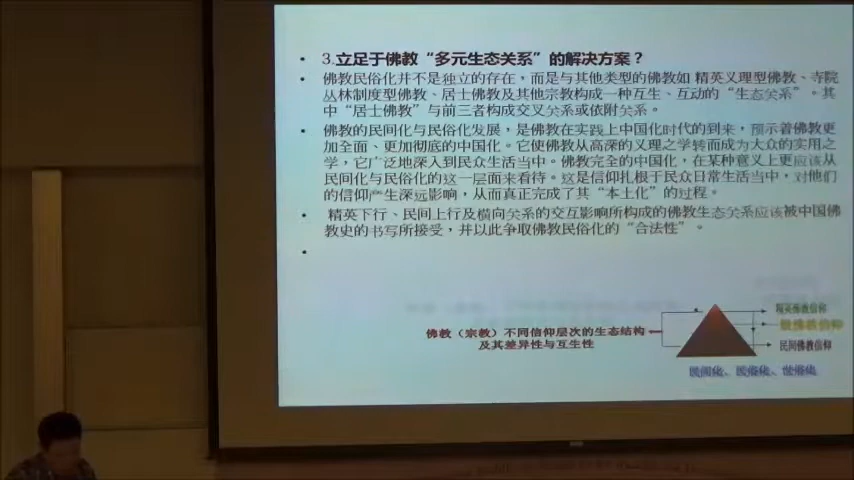 3.立足于佛教“多元生态关系”的解决方案？
佛教民俗化并不是独立的存在，而是与其他类型的佛教如 精英义理型佛教、寺院
丛林制度型佛教、居士佛教及其他宗教构成一种互生、互动的“生态关系”。其
中“居士佛教”与前三者构成交叉关系或依附关系。
佛教的民间化与民俗化发展，是佛教在实践上中国化时代的到来，预示着佛教更
加全面、更加彻底的中国化。它使佛教从高深的义理之学转而成为大众的实用之
学，它广泛地深入到民众生活当中。佛教完全的中国化，在某种意义上更应该从
民间化与民俗化的这一层面来看待。这是信仰扎根于民众日常生活当中，对他们
的信仰产生深远影响，从而真正完成了其“本土化”的过程。
精英下行、民间上行及横向关系的交互影响所构成的佛教生态关系应该被中国佛
教史的书写所接受，并以此争取佛教民俗化的“合法性”。
精英佛教信仰
佛教（宗教）不同信仰层次的生态结构
及其差异性与互生性
民间佛教信仰
民间化、民俗化、世俗化